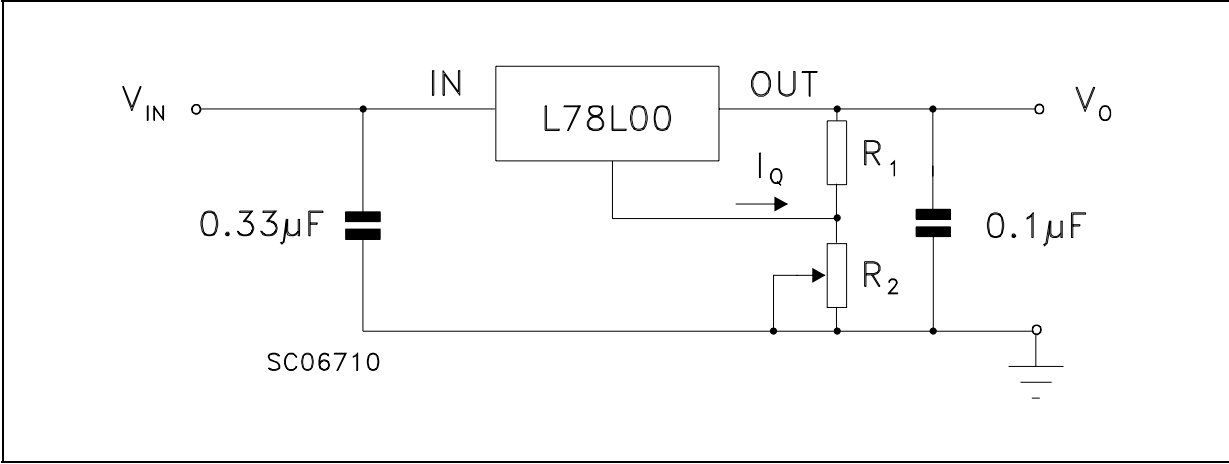 V_IN
IN
L78L00
OUT
V_O
I_Q
R_1
0.33µF
0.1µF
R_2
SC06710